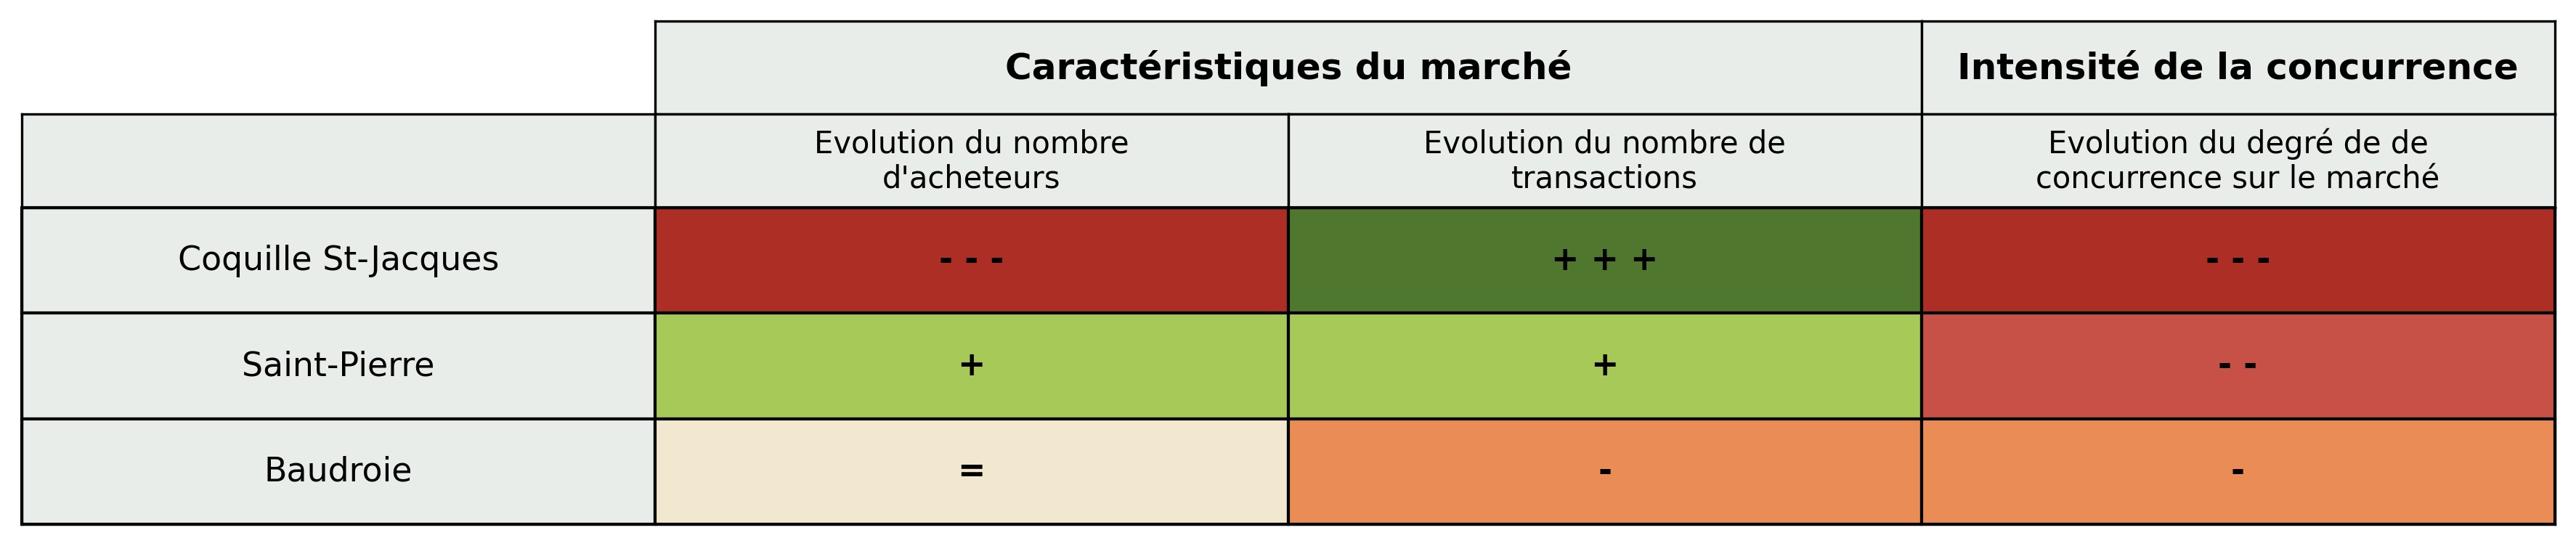 Caractéristiques du marché
Intensité de la concurrence
Evolution du nombre
d'acheteurs
Evolution du nombre de
transactions
Evolution du degré de de
concurrence sur le marché
Coquille St-Jacques
- - -
+ + +
- - -
Saint-Pierre
+
+
- -
Baudroie
=
-
-